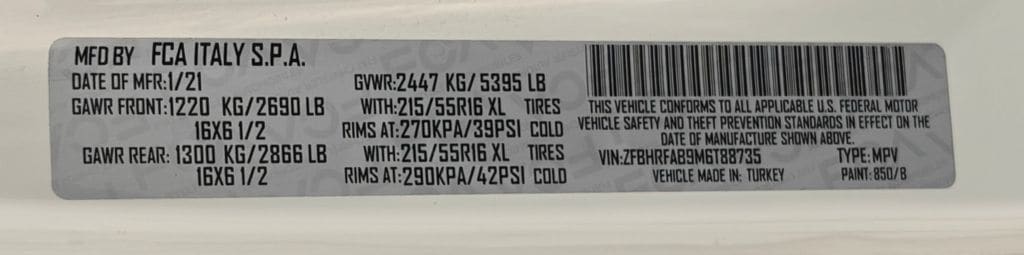 MFD BY FCA ITALY S.P.A.
DATE OF MFR:1/21 GVWR:2447 KG/ 5395 LB
GAWR FRONT:1220 KG/2690 LB WITH:215/55R16 XL TIRES
16X6 1/2 RIMS AT:270KPA/39PSI COLD
GAWR REAR: 1300 KG/2866 LB WITH:215/55R16 XL TIRES
16X6 1/2 RIMS AT:290KPA/42PSI COLD
THIS VEHICLE CONFORMS TO ALL APPLICABLE U.S. FEDERAL MOTOR
VEHICLE SAFETY AND THEFT PREVENTION STANDARDS IN EFFECT ON THE
DATE OF MANUFACTURE SHOWN ABOVE.
VIN:ZFBHRFAB9M6T88735 TYPE: MPV
VEHICLE MADE IN: TURKEY PAINT: 850/B